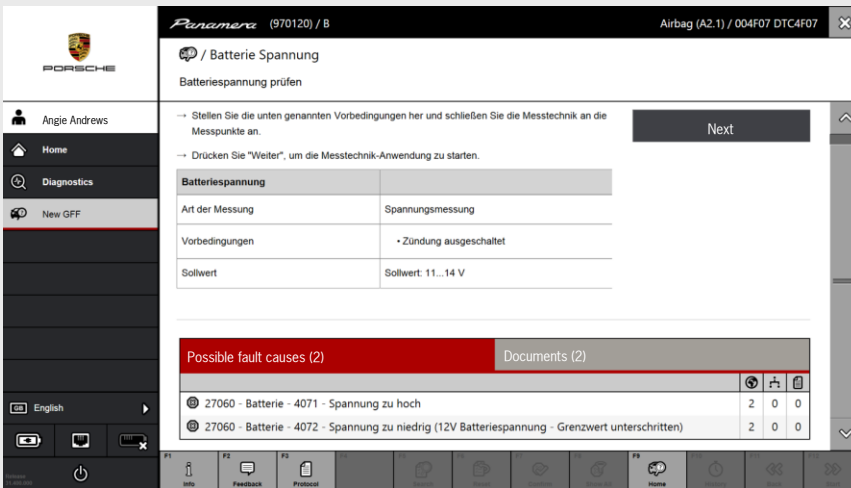 Panamera (970120) / B
Airbag (A2.1) / 004F07 DTC4F07
PORSCHE
/ Batterie Spannung
Batteriespannung prüfen
Angie Andrews
Home
Diagnostics
New GFF
→ Stellen Sie die unten genannten Vorbedingungen her und schließen Sie die Messtechnik an die
Messpunkte an.
→ Drücken Sie "Weiter", um die Messtechnik-Anwendung zu starten.
Next
Batteriespannung
Art der Messung Spannungsmessung
Vorbedingungen • Zündung ausgeschaltet
Sollwert Sollwert: 11...14 V
Possible fault causes (2) Documents (2)
27060 - Batterie - 4071 - Spannung zu hoch 2 0 0
27060 - Batterie - 4072 - Spannung zu niedrig (12V Batteriespannung - Grenzwert unterschritten) 2 0 0
GB English
F1 Info
F2 Feedback
F3 Protocol
F9 Home